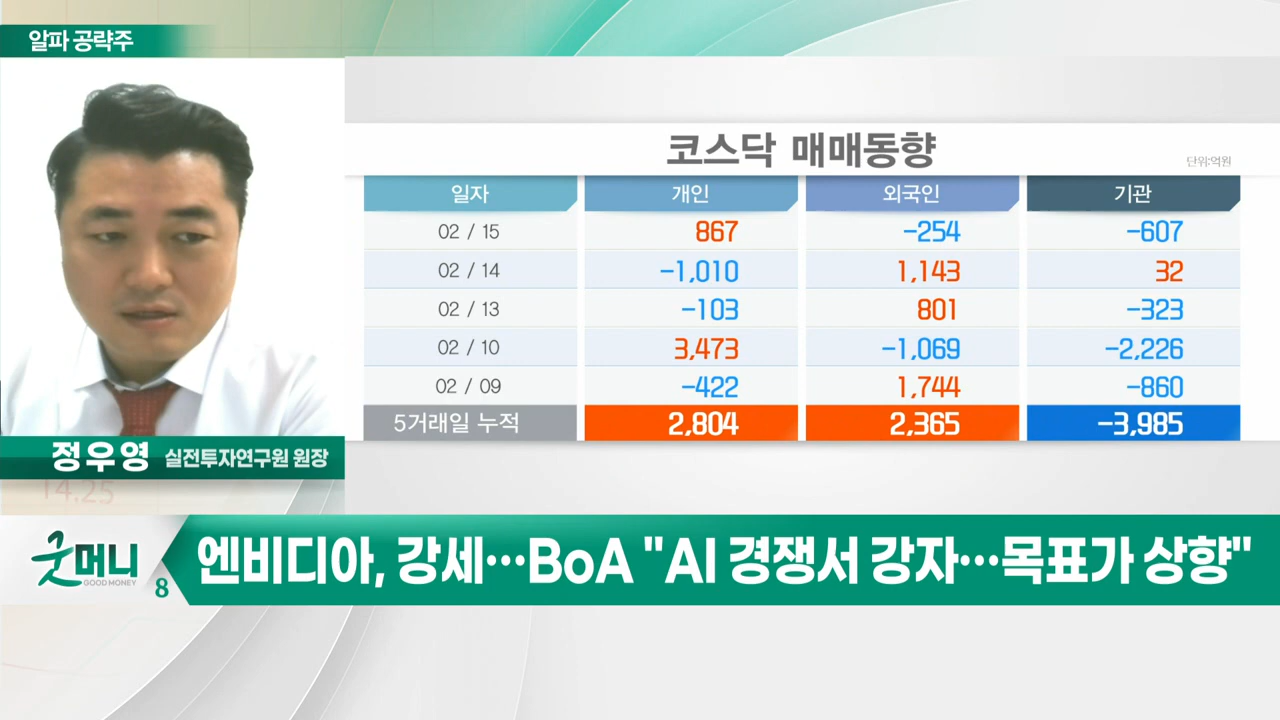 알파 공략주
코스닥 매매동향
단위:억원
일자 개인 외국인 기관
02 / 15 867 -254 -607
02 / 14 -1,010 1,143 32
02 / 13 -103 801 -323
02 / 10 3,473 -1,069 -2,226
02 / 09 -422 1,744 -860
5거래일 누적 2,804 2,365 -3,985
정우영 실전투자연구원 원장
14.25
굿머니
GOOD MONEY
8
엔비디아, 강세…BoA "AI 경쟁서 강자…목표가 상향"